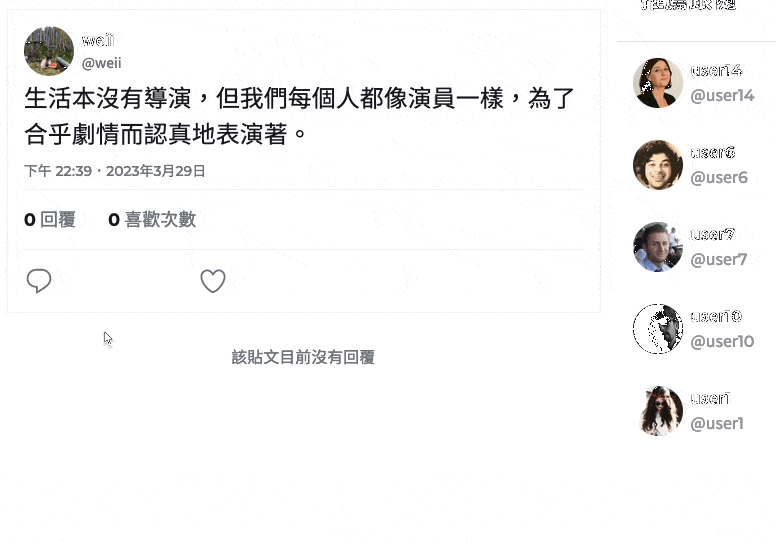 weii
@weii
生活本沒有導演，但我們每個人都像演員一樣，為了
合乎劇情而認真地表演著。
下午 22:39・2023年3月29日
0 回覆 0 喜歡次數
該貼文目前沒有回覆
user14
@user14
user6
@user6
user7
@user7
user10
@user10
user1
@user1